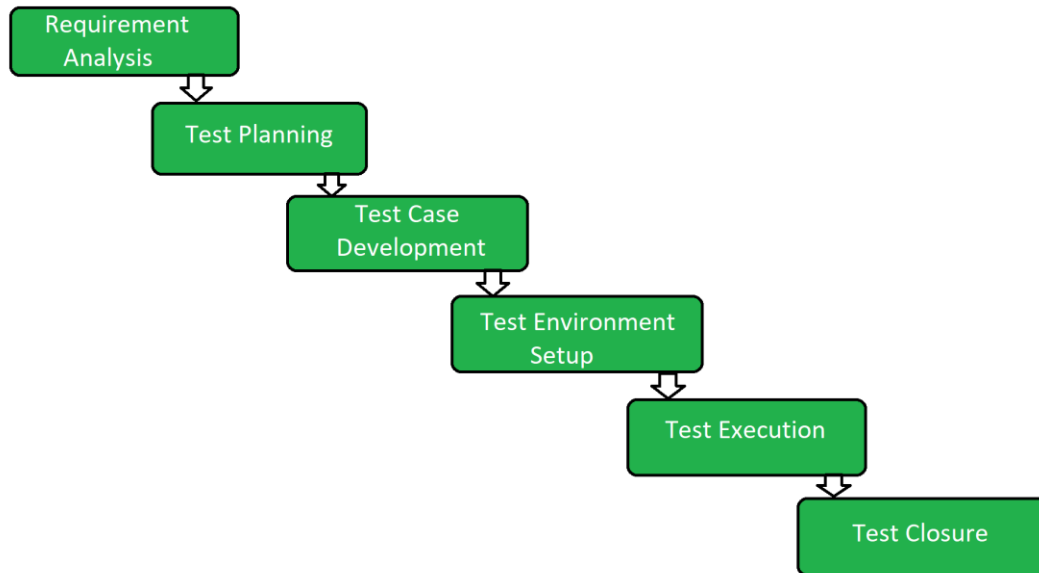 Requirement
Analysis
Test Planning
Test Case
Development
Test Environment
Setup
Test Execution
Test Closure